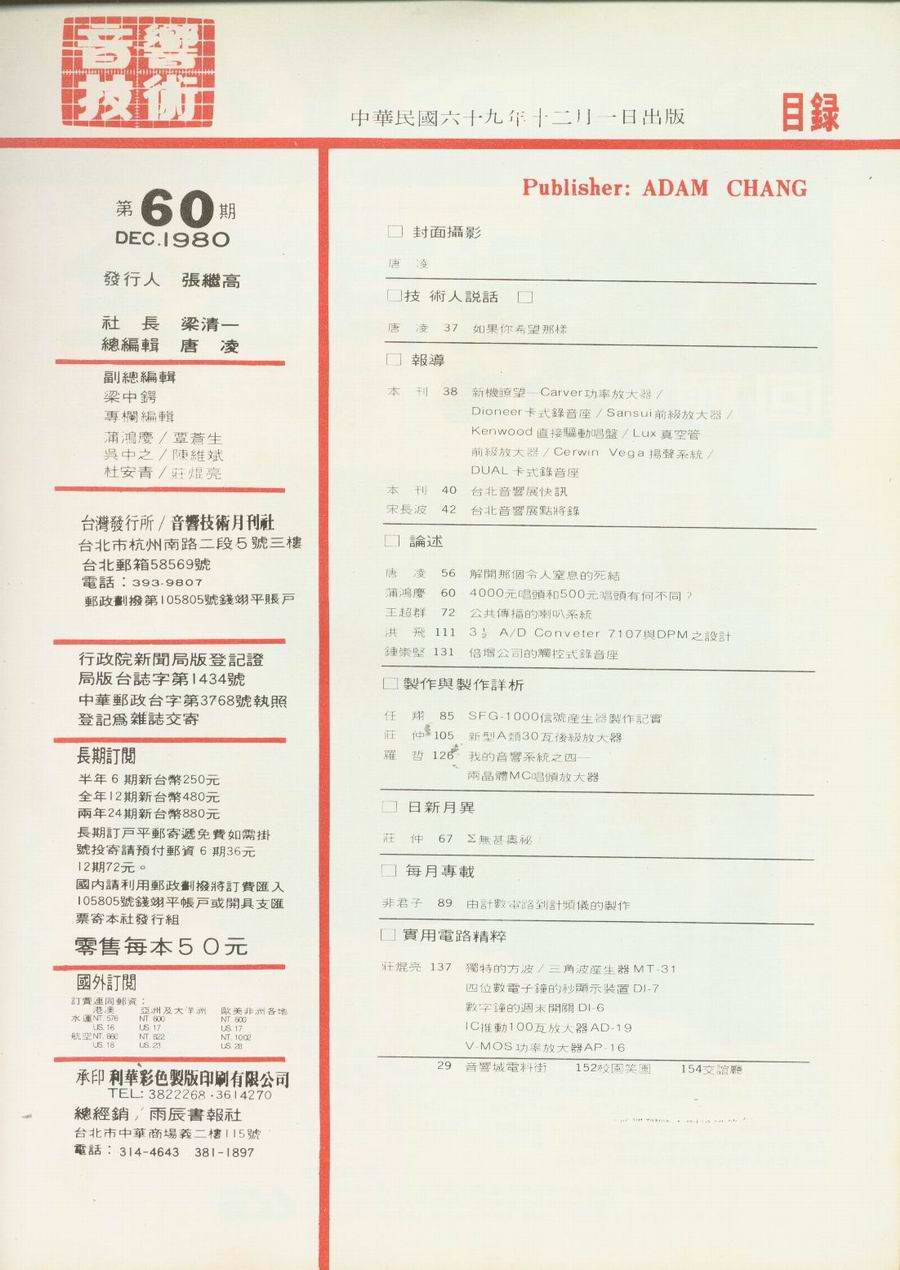 音響
技術
中華民國六十九年十二月一日出版
目録
第60期
DEC.1980
發行人 張繼高
社 長 梁清一
總編輯 唐 凌
副總編輯
梁中鍔
專欄編輯
蒲鴻慶/覃蒼生
吳中之/陳維斌
杜安青/莊焜亮
台灣發行所/音響技術月刊社
台北市杭州南路二段5號三樓
台北郵箱58569號
電話：393-9807
郵政劃撥第105805號錢翊平賬戶
行政院新聞局版登記證
局版台誌字第1434號
中華郵政台字第3768號執照
登記爲雜誌交寄
長期訂閱
半年6期新台幣250元
全年12期新台幣480元
兩年24期新台幣880元
長期訂戸平郵寄遞免費如需掛
號投寄請預付郵資6期36元
12期72元。
國内請利用郵政劃撥將訂費匯入
105805號錢翊平帳戸或開具支匯
票寄本社發行組
零售每本50元
國外訂閱
訂費連同郵資：
港澳 亞洲及大洋洲 歐美非洲各地
水運NT. 576 NT 600 NT. 600
US. 16 US 17 US. 17
航空NT. 660 NT. 822 NT. 1002
US. 18 US. 23 US. 28
承印 利華彩色製版印刷有限公司
TEL: 3822268·3614270
總經銷/雨辰書報社
台北市中華商場義二樓115號
電話：314-4643 381-1897
Publisher: ADAM CHANG
□ 封面攝影
唐 凌
□技 術人説話 □
唐 凌 37 如果你希望那樣
□ 報導
本 刊 38 新機瞭望—Carver功率放大器/
Dioneer卡式錄音座/Sansui前級放大器/
Kenwood直接驅動唱盤/Lux真空管
前級放大器/Cerwin Vega揚聲系統/
DUAL卡式錄音座
本 刊 40 台北音響展快訊
宋長波 42 台北音響展點將錄
□ 論述
唐 凌 56 解開那個令人窒息的死結
蒲鴻慶 60 4000元唱頭和500元唱頭有何不同？
王超群 72 公共傳播的喇叭系統
洪 飛 111 3½ A/D Conveter 7107與DPM之設計
鍾崇堅 131 倍增公司的觸控式錄音座
□製作與製作詳析
任 翔 85 SFG-1000信號產生器製作記實
莊 仲 105 新型A類30瓦後級放大器
羅 哲 126 我的音響系統之四—
兩晶體MC唱頭放大器
□ 日新月異
莊 仲 67 Σ無甚奧祕
□ 每月專載
非君子 89 由計數電路到計頻儀的製作
□ 實用電路精粹
莊焜亮 137 獨特的方波/三角波產生器MT-31
四位數電子鐘的秒顯示裝置DI-7
數字鐘的週末開關DI-6
IC推動100瓦放大器AD-19
V-MOS功率放大器AP-16
29 音響城電料街 152校園笑園 154交誼廳